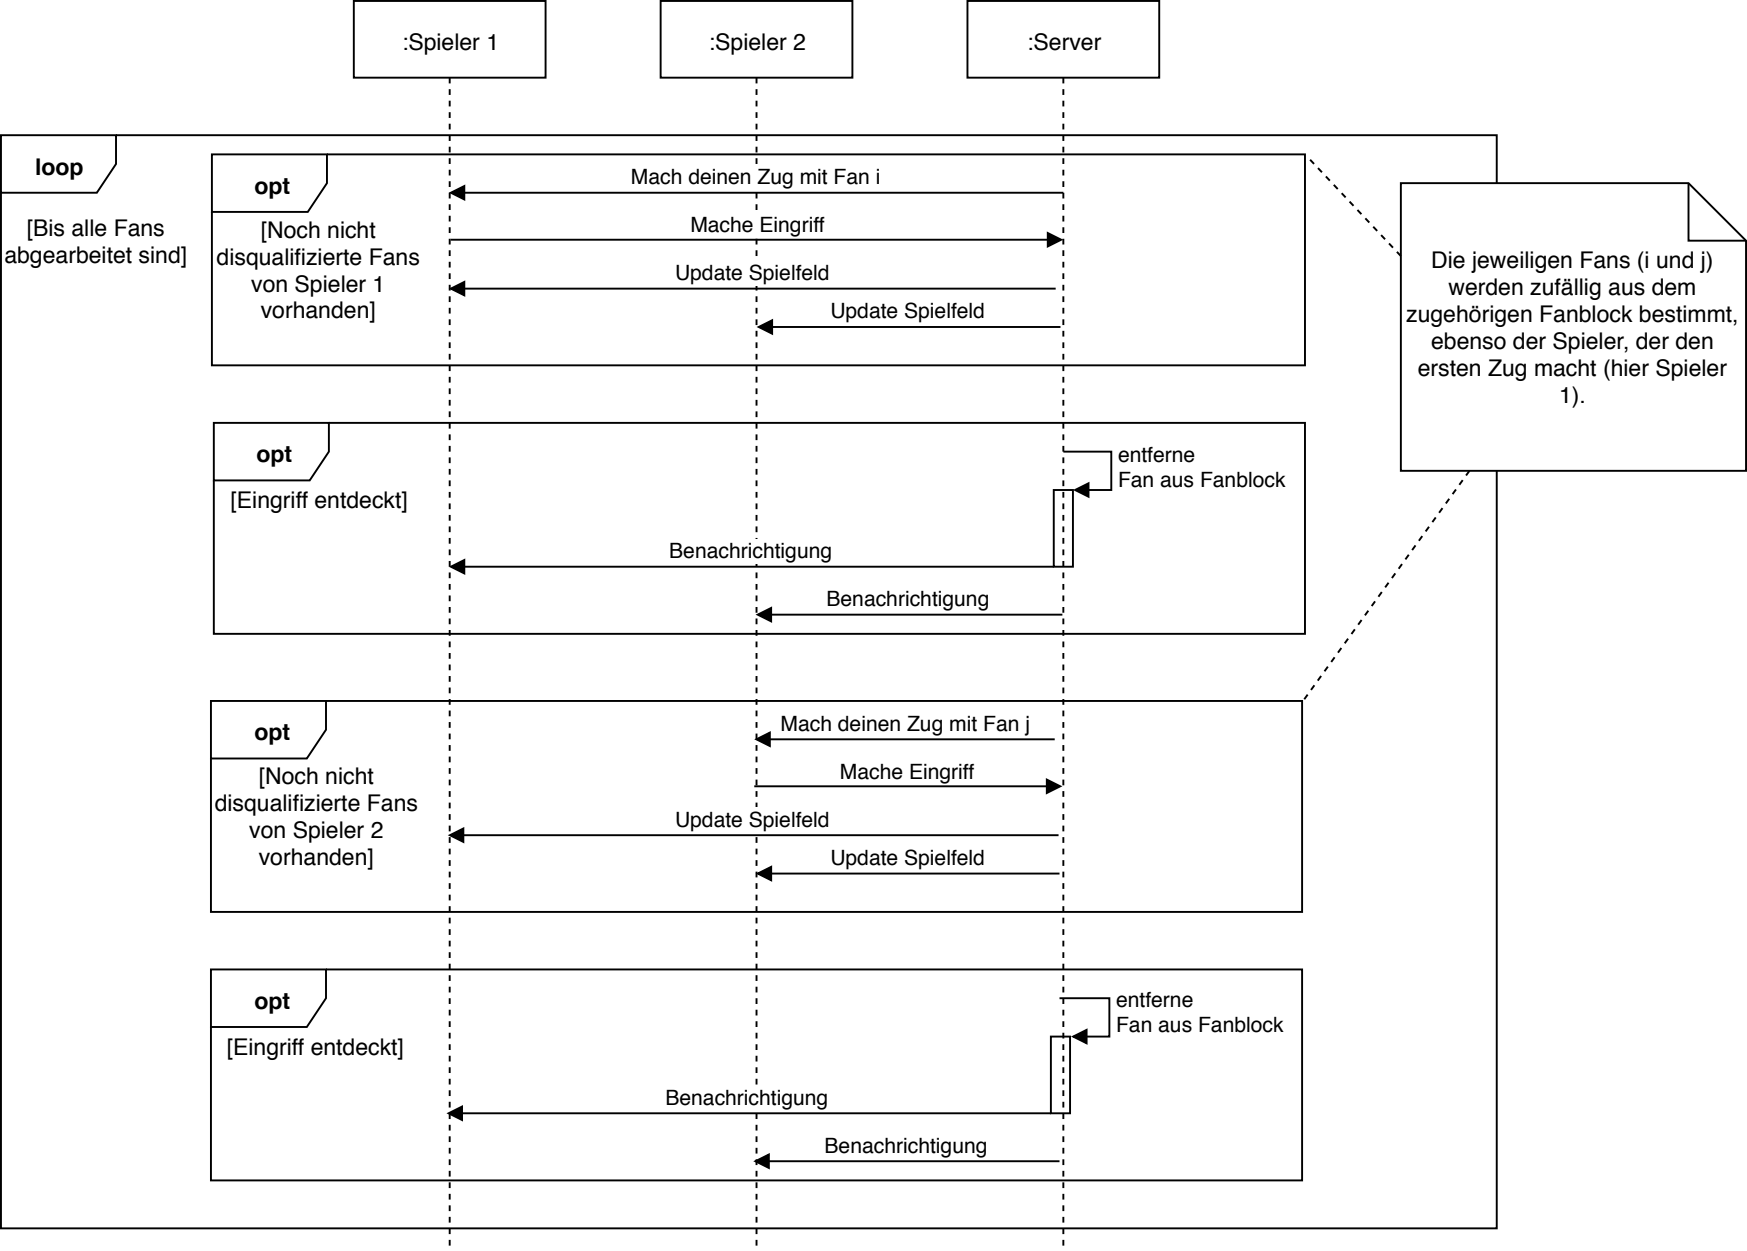 :Spieler 1
:Spieler 2
:Server
loop
[Bis alle Fans
abgearbeitet sind]
opt
[Noch nicht
disqualifizierte Fans
von Spieler 1
vorhanden]
Mach deinen Zug mit Fan i
Mache Eingriff
Update Spielfeld
Update Spielfeld
Die jeweiligen Fans (i und j)
werden zufällig aus dem
zugehörigen Fanblock bestimmt,
ebenso der Spieler, der den
ersten Zug macht (hier Spieler
1).
opt
[Eingriff entdeckt]
entferne
Fan aus Fanblock
Benachrichtigung
Benachrichtigung
opt
[Noch nicht
disqualifizierte Fans
von Spieler 2
vorhanden]
Mach deinen Zug mit Fan j
Mache Eingriff
Update Spielfeld
Update Spielfeld
opt
[Eingriff entdeckt]
entferne
Fan aus Fanblock
Benachrichtigung
Benachrichtigung